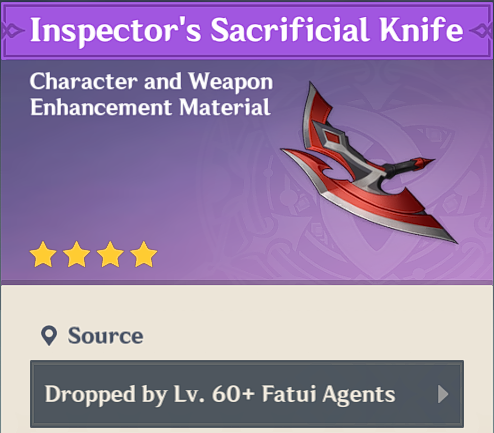 Inspector's Sacrificial Knife
Character and Weapon
Enhancement Material
Source
Dropped by Lv. 60+ Fatui Agents